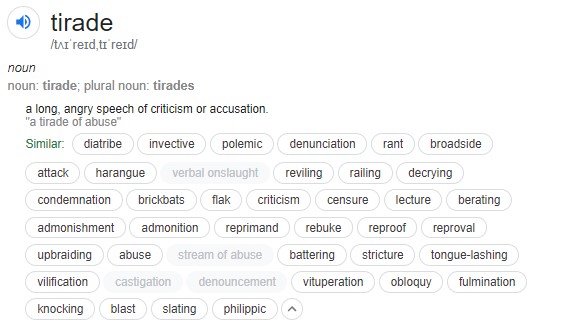 tirade
/tʌɪˈreɪd,tɪˈreɪd/
noun
noun: tirade; plural noun: tirades
a long, angry speech of criticism or accusation.
"a tirade of abuse"
Similar: diatribe invective polemic denunciation rant broadside
attack harangue verbal onslaught reviling railing decrying
condemnation brickbats flak criticism censure lecture berating
admonishment admonition reprimand rebuke reproof reproval
upbraiding abuse stream of abuse battering stricture tongue-lashing
vilification castigation denouncement vituperation obloquy fulmination
knocking blast slating philippic